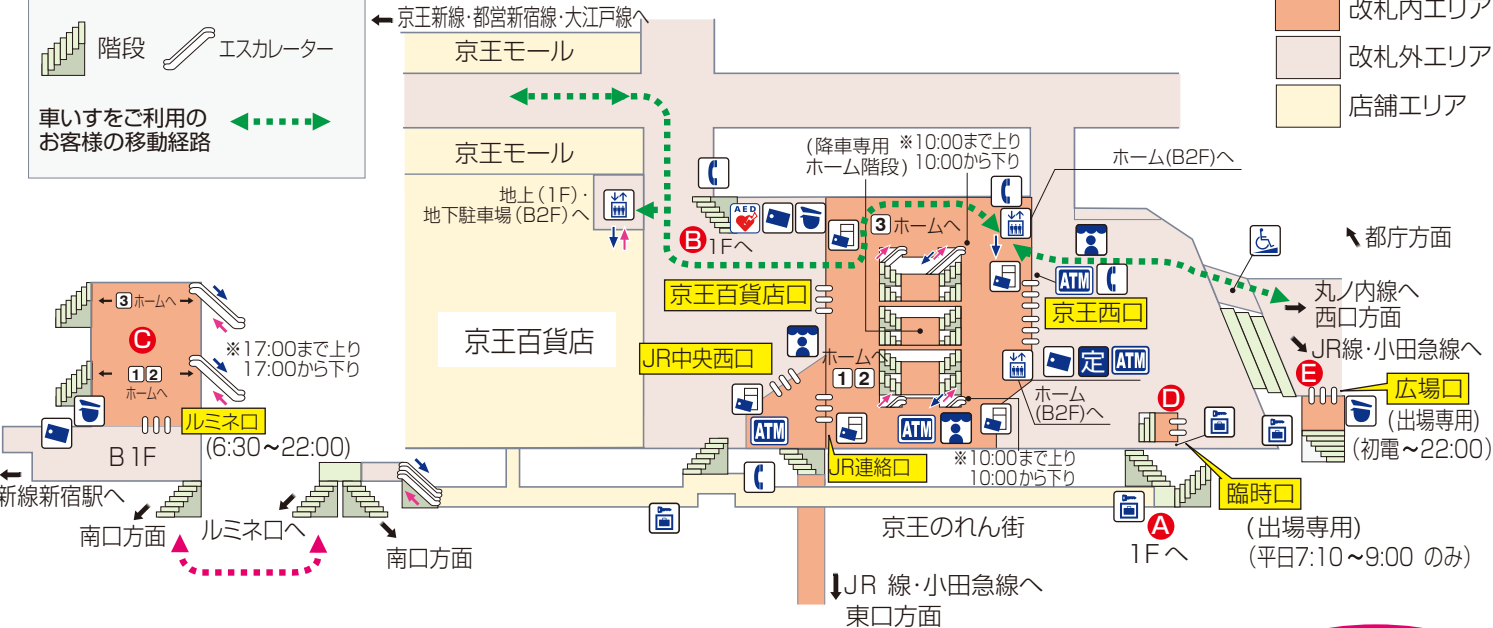 階段
エスカレーター
車いすをご利用の
お客様の移動経路
←京王新線・都営新宿線・大江戸線へ
京王モール
改札内エリア
改札外エリア
店舗エリア
京王モール
(降車専用
ホーム階段)
※10:00まで上り
10:00から下り
ホーム(B2F)へ
地上(1F)・
地下駐車場(B2F)へ
AED
B 1Fへ
3 ホームへ
都庁方面
ATM
京王百貨店口
京王西口
丸ノ内線へ
西口方面
JR線・小田急線へ
3 ホームへ
C
※17:00まで上り
17:00から下り
1 2
ホームへ
京王百貨店
JR中央西口
ホームへ
1 2
定
ATM
ホーム
(B2F)へ
D
E
広場口
(出場専用)
(初電～22:00)
ルミネ口
(6:30～22:00)
B1F
ATM
ATM
JR連絡口
※10:00まで上り
10:00から下り
臨時口
(出場専用)
(平日7:10～9:00 のみ)
新線新宿駅へ
南口方面
ルミネ口へ
南口方面
京王のれん街
A
1Fへ
JR 線・小田急線へ
東口方面